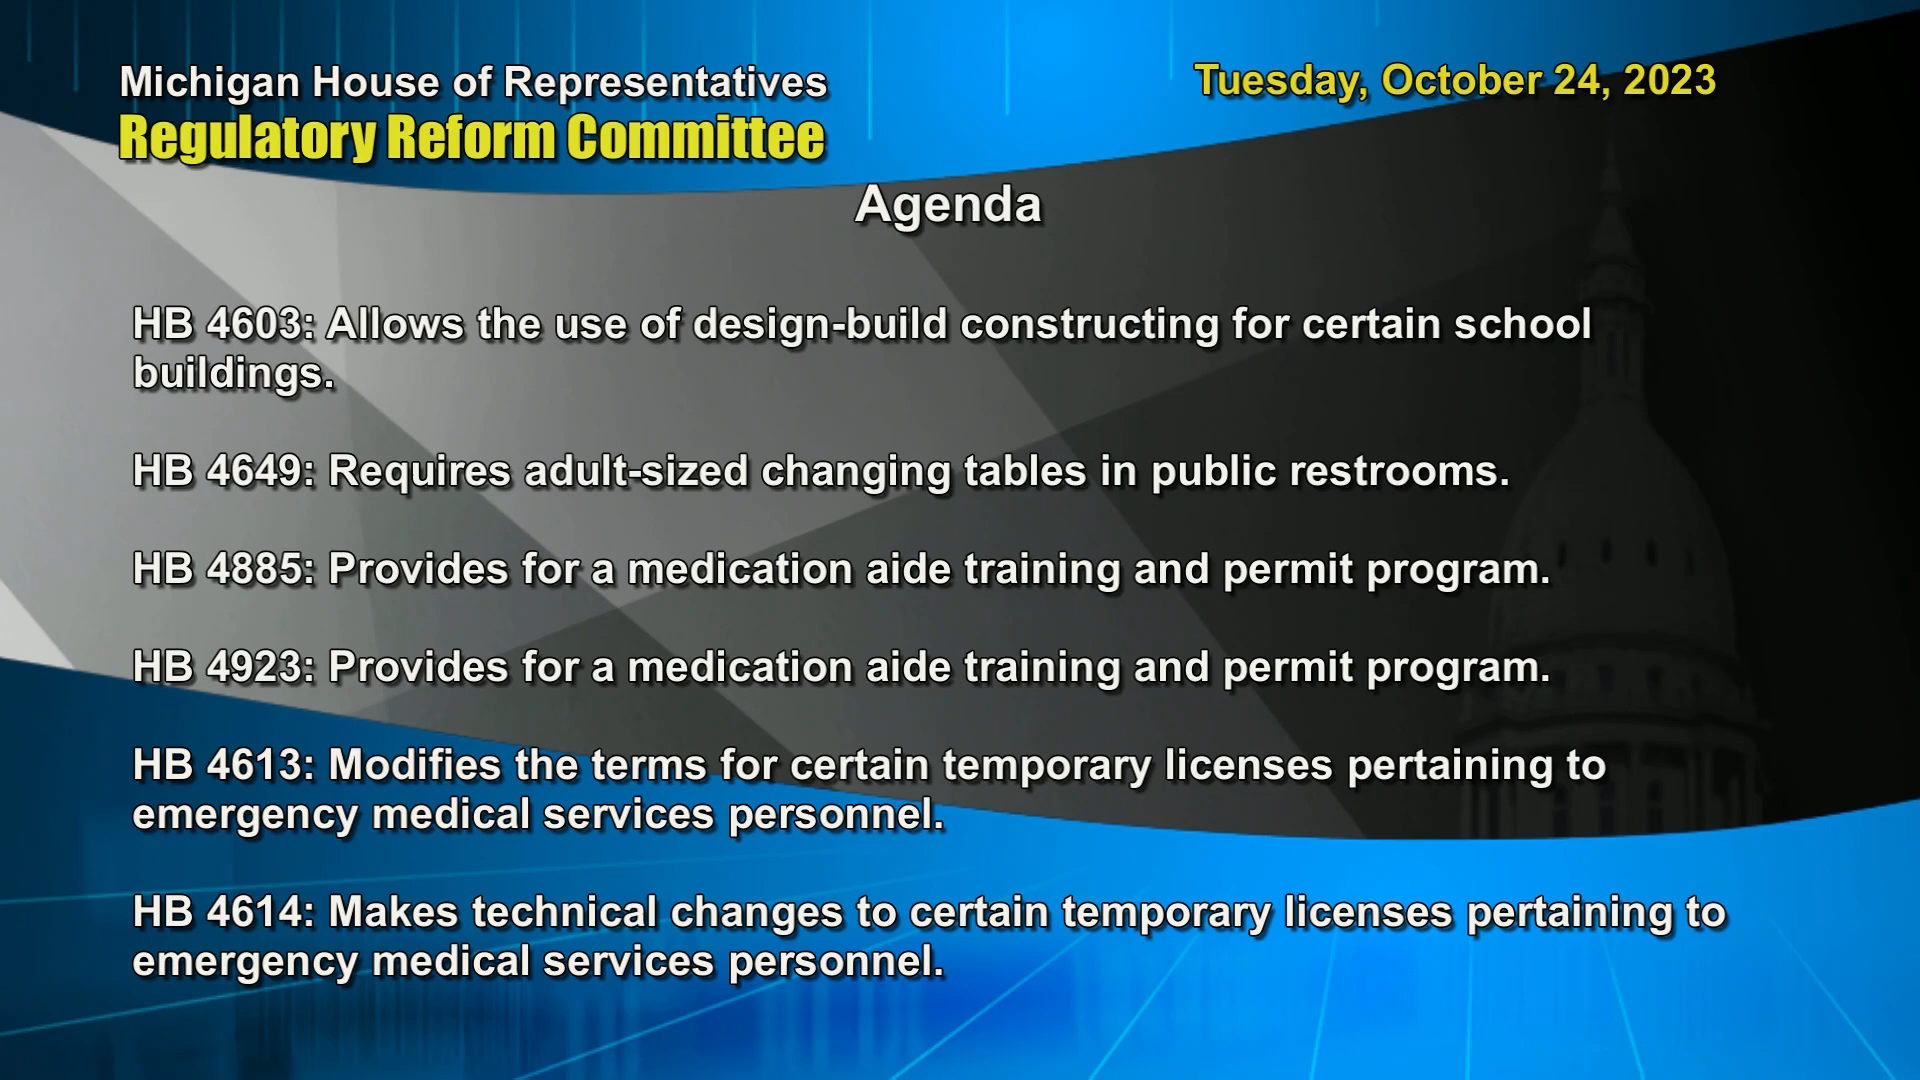 Michigan House of Representatives
Tuesday, October 24, 2023
Regulatory Reform Committee
Agenda
HB 4603: Allows the use of design-build constructing for certain school
buildings.
HB 4649: Requires adult-sized changing tables in public restrooms.
HB 4885: Provides for a medication aide training and permit program.
HB 4923: Provides for a medication aide training and permit program.
HB 4613: Modifies the terms for certain temporary licenses pertaining to
emergency medical services personnel.
HB 4614: Makes technical changes to certain temporary licenses pertaining to
emergency medical services personnel.